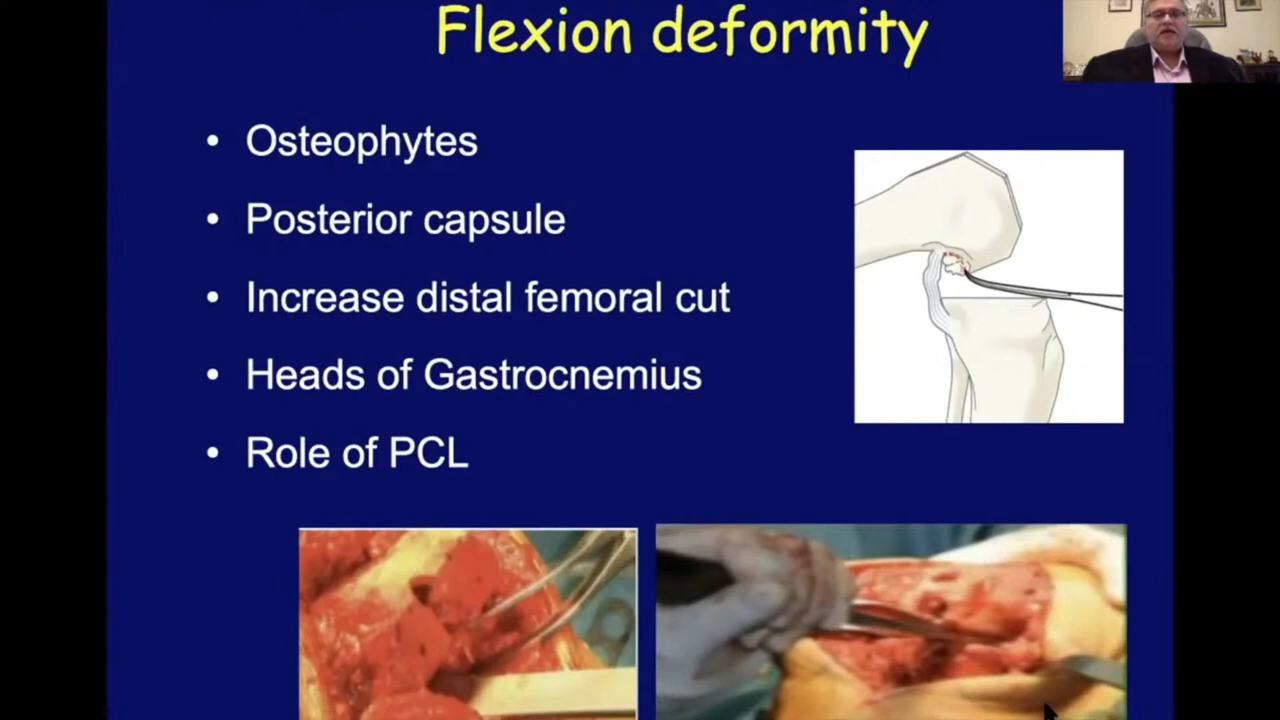 Flexion deformity
• Osteophytes
• Posterior capsule
• Increase distal femoral cut
• Heads of Gastrocnemius
• Role of PCL